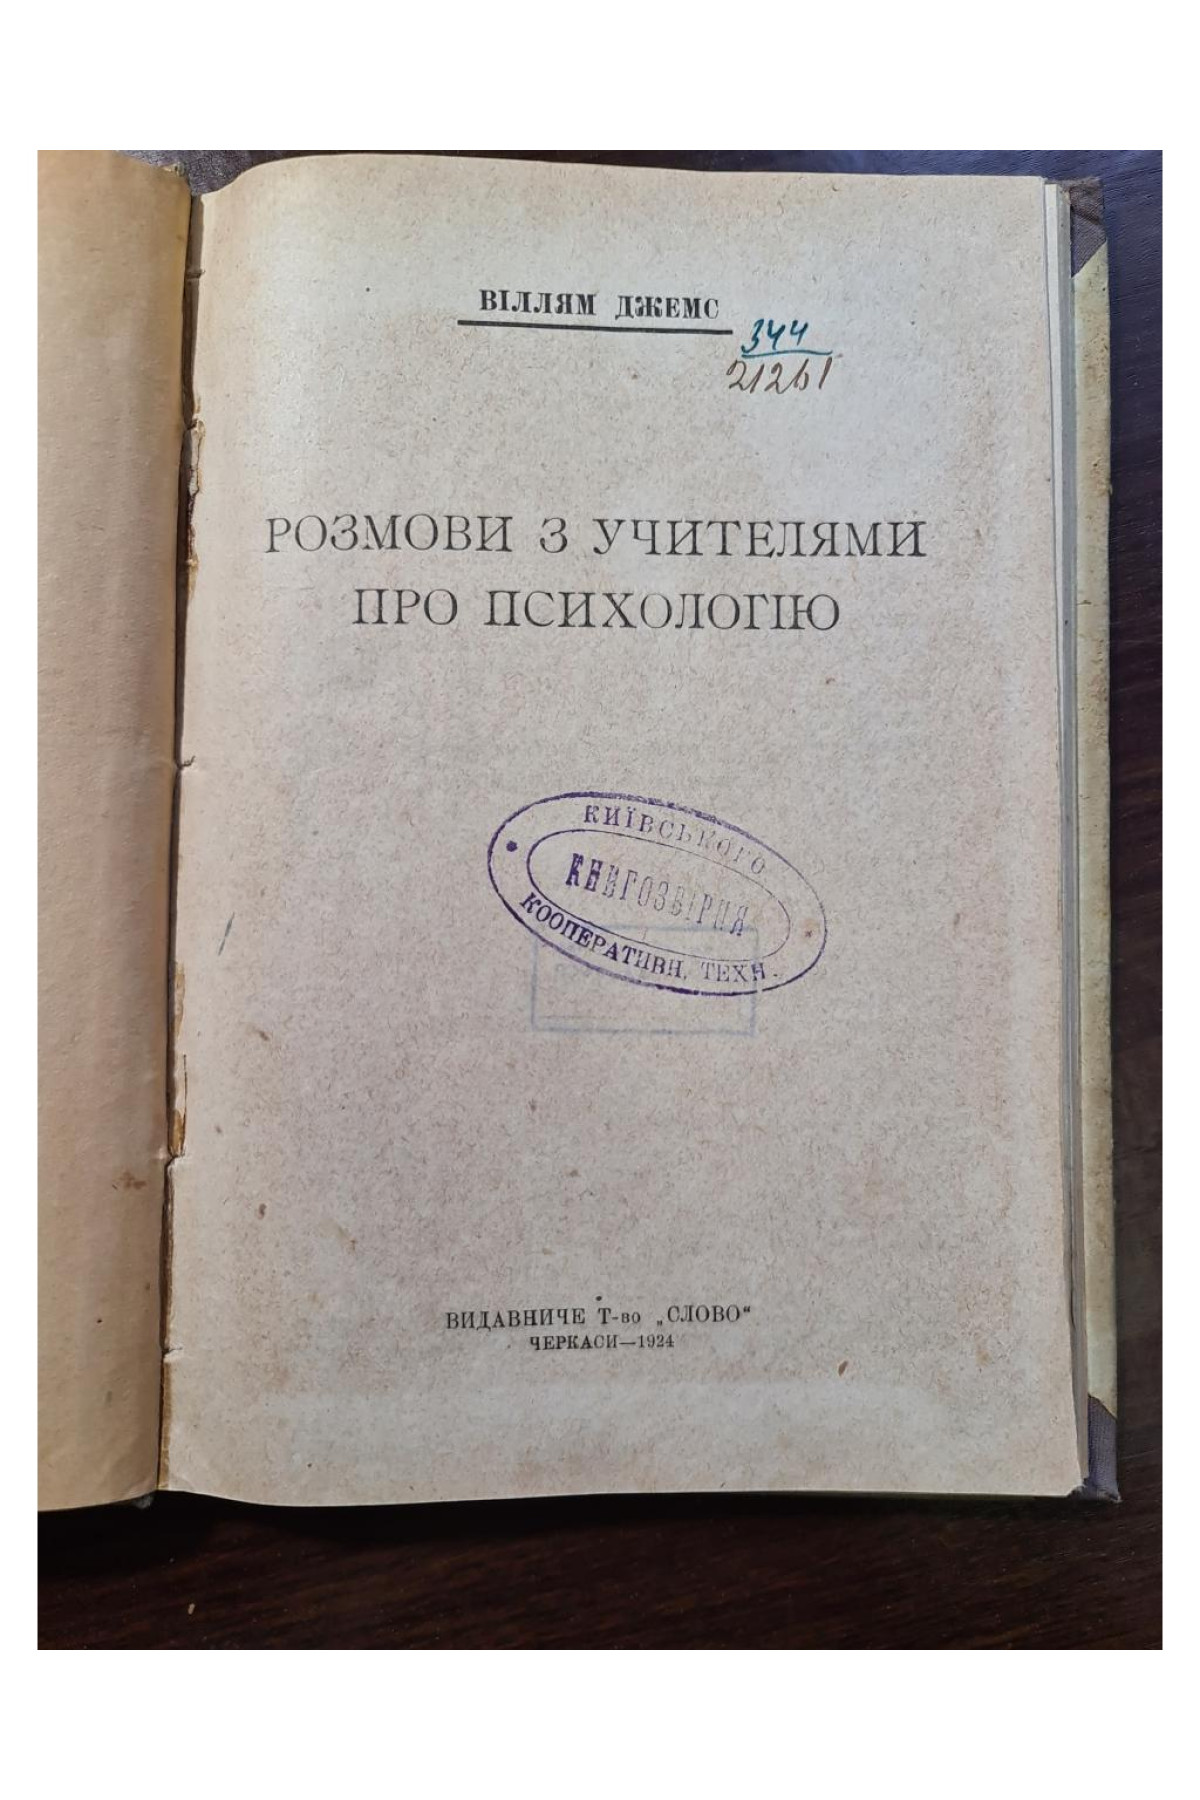 ВІЛЛЯМ ДЖЕМС
344
21261
РОЗМОВИ З УЧИТЕЛЯМИ
ПРО ПСИХОЛОГІЮ
КИЇВСЬКОГО
КНИГОЗБІРНЯ
КООПЕРАТИВН. ТЕХН.
ВИДАВНИЧЕ Т-во „СЛОВО“
ЧЕРКАСИ—1924